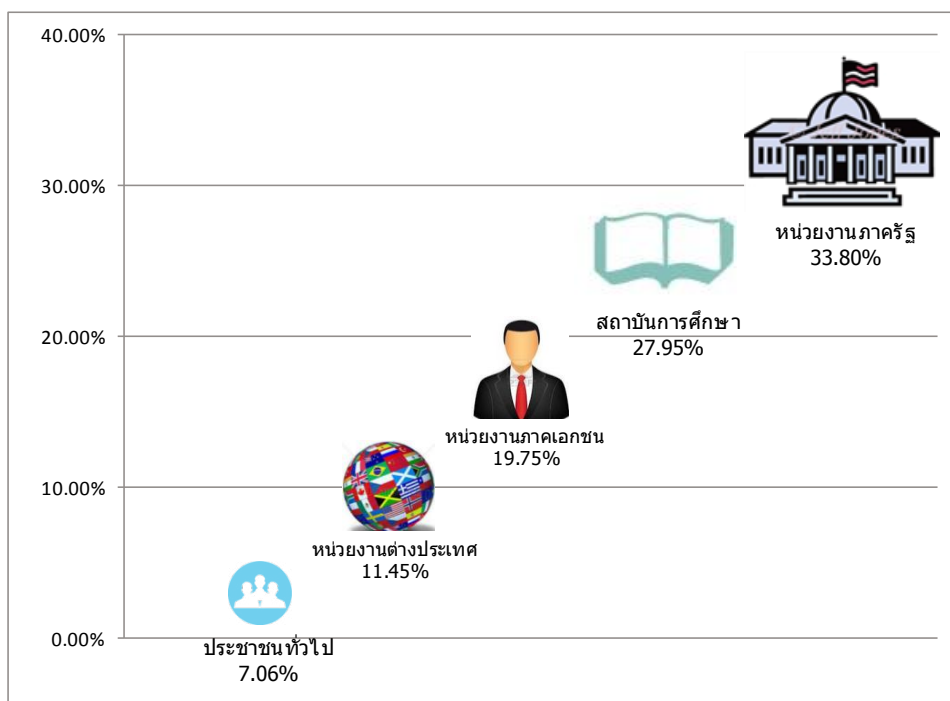 40.00%
30.00%
20.00%
10.00%
0.00%
หน่วยงานภาครัฐ
33.80%
สถาบันการศึกษา
27.95%
หน่วยงานภาคเอกชน
19.75%
หน่วยงานต่างประเทศ
11.45%
ประชาชนทั่วไป
7.06%